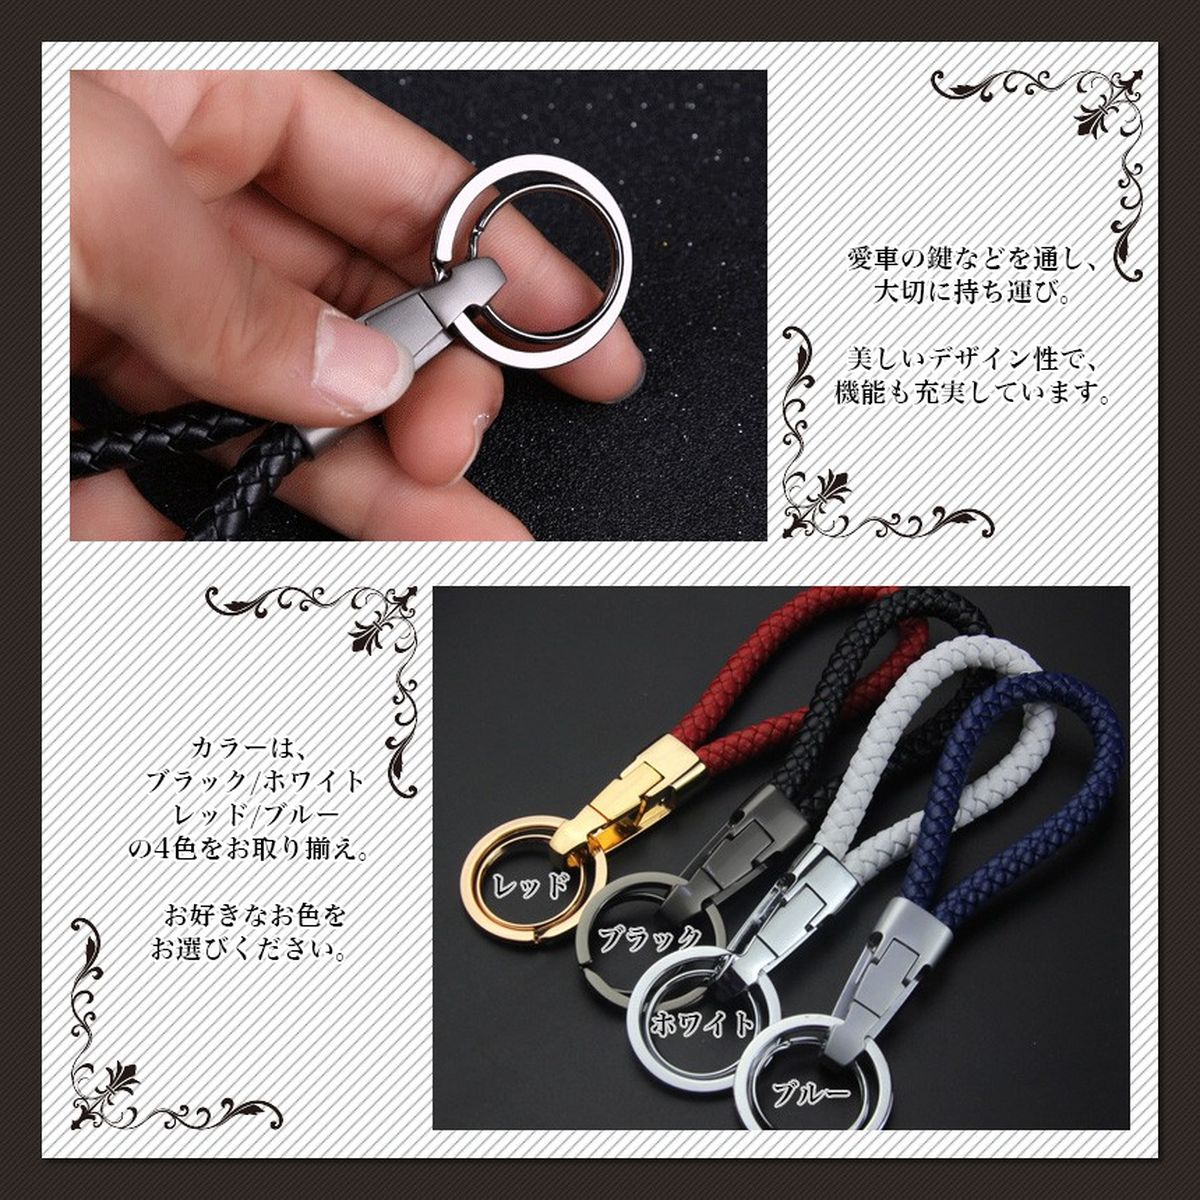 愛車の鍵などを通し、
大切に持ち運び。
美しいデザイン性で、
機能も充実しています。
カラーは、
ブラック/ホワイト
レッド/ブルー
の4色をお取り揃え。
お好きなお色を
お選びください。
レッド
ブラック
ホワイト
ブルー